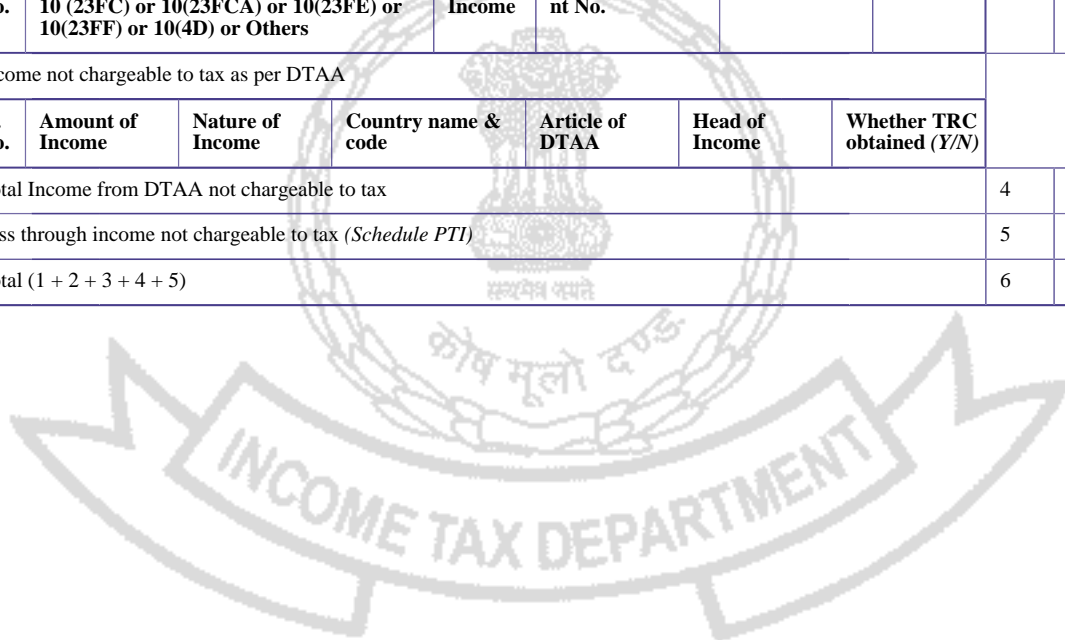 o. 10 (23FC) or 10(23FCA) or 10(23FE) or Income nt No.
10(23FF) or 10(4D) or Others
come not chargeable to tax as per DTAA
. Amount of Nature of Country name & Article of Head of Whether TRC
o. Income Income code DTAA Income obtained (Y/N)
tal Income from DTAA not chargeable to tax 4
ss through income not chargeable to tax (Schedule PTI) 5
tal (1 + 2 + 3 + 4 + 5) 6
सत्यमेव जयते
कोष मूलो दण्ड
INCOME TAX DEPARTMENT